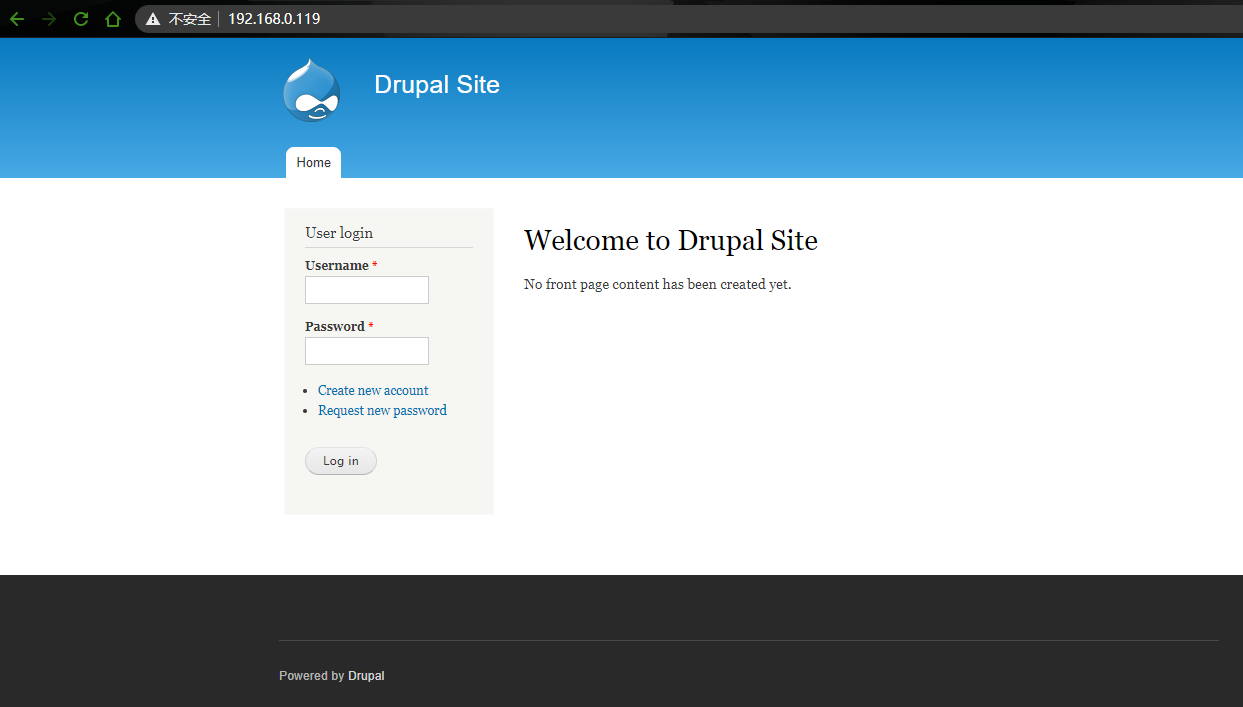 不安全 192.168.0.119
Drupal Site
Home
User login
Username *
Password *
Create new account
Request new password
Log in
Welcome to Drupal Site
No front page content has been created yet.
Powered by Drupal